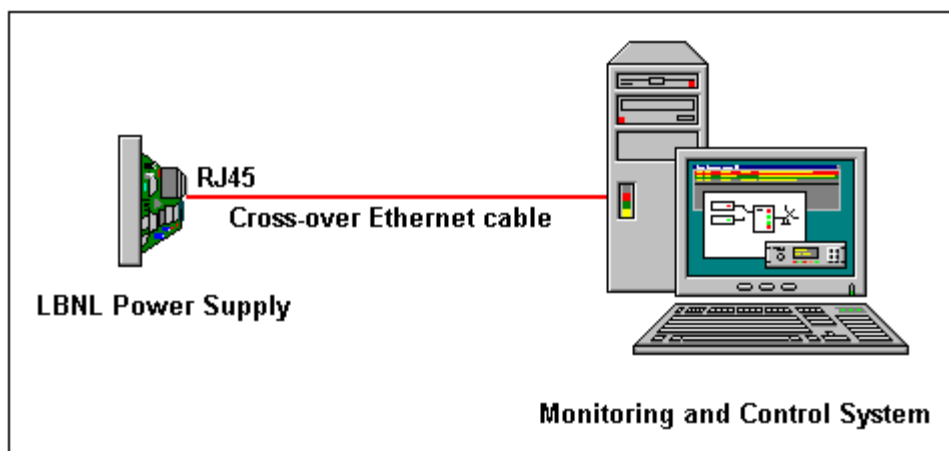 RJ45
Cross-over Ethernet cable
LBNL Power Supply
Monitoring and Control System